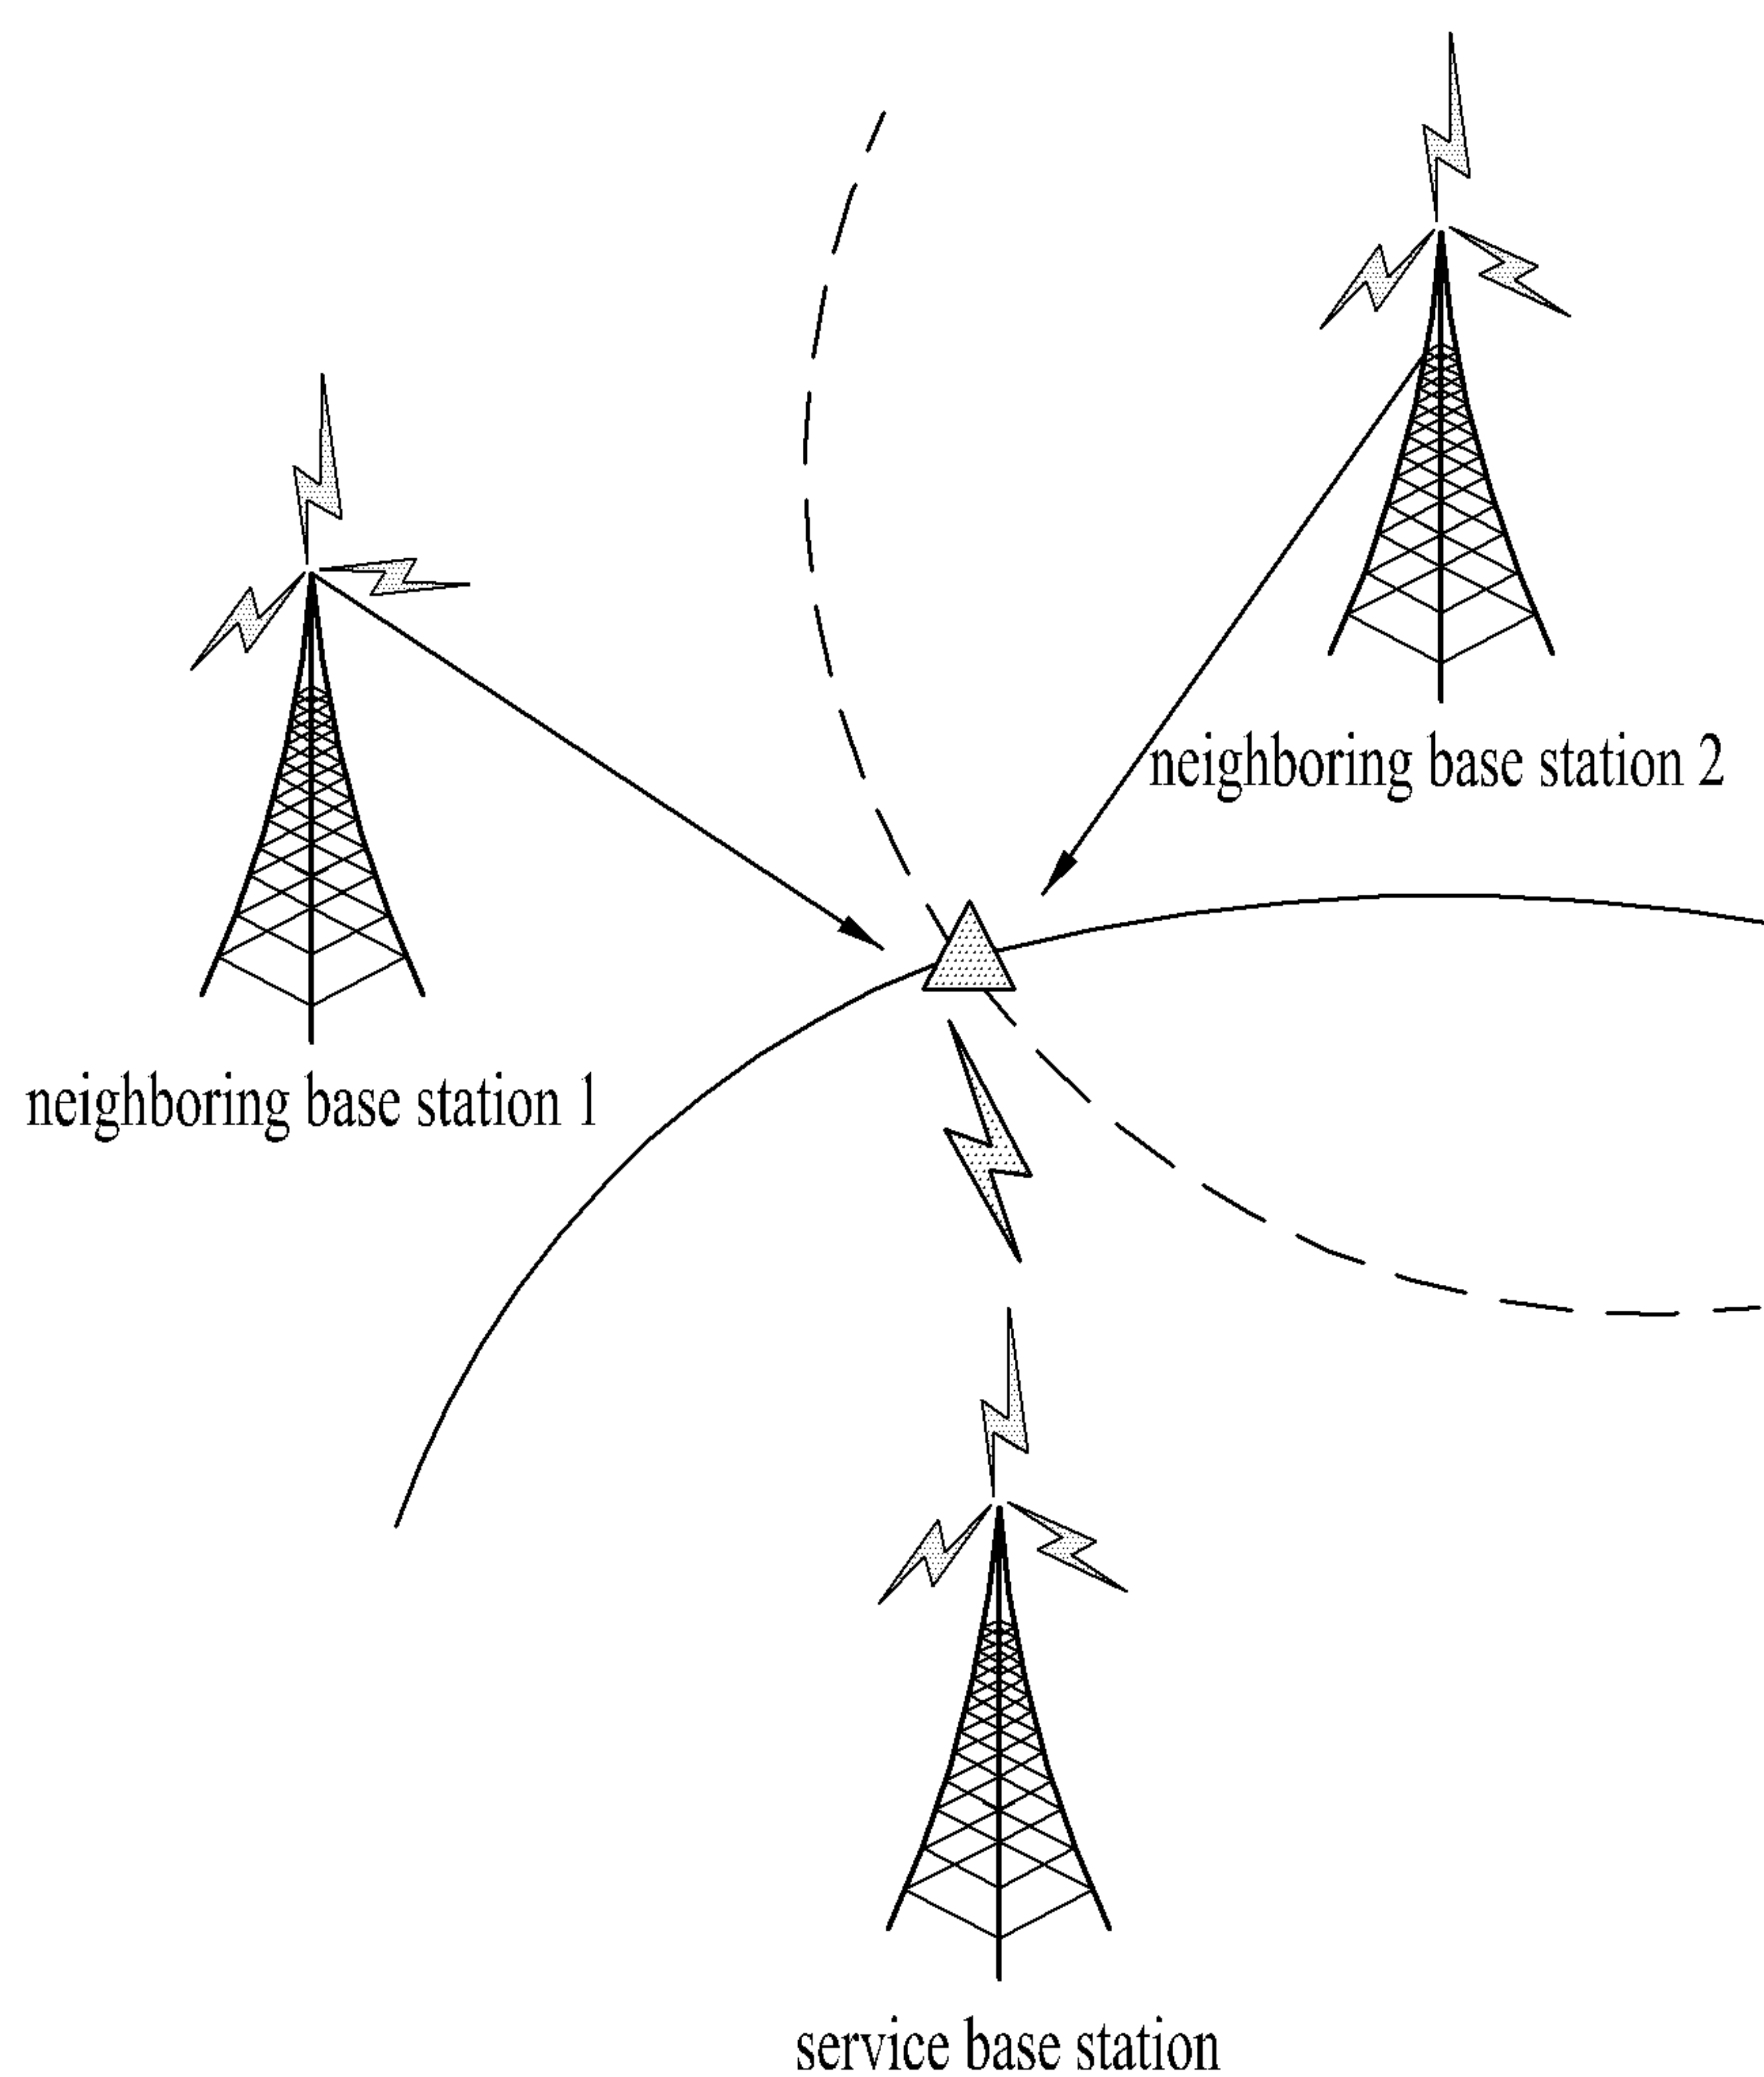 neighboring base station 2
neighboring base station 1
service base station